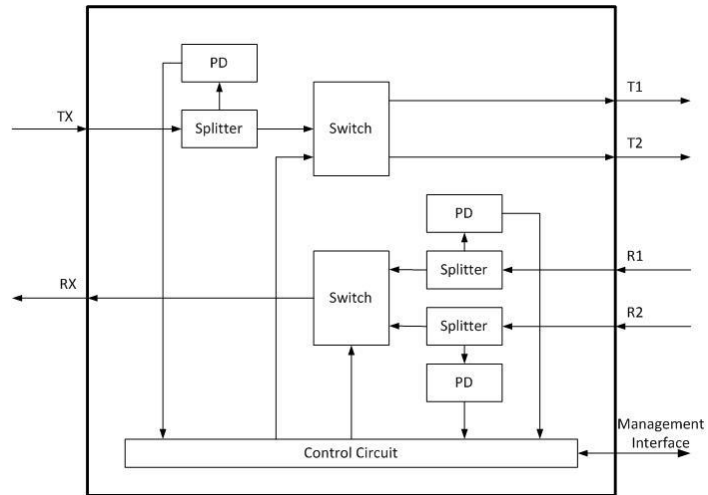 PD
T1
TX
Splitter
Switch
T2
PD
R1
Splitter
RX
Switch
R2
Splitter
PD
Management
Interface
Control Circuit